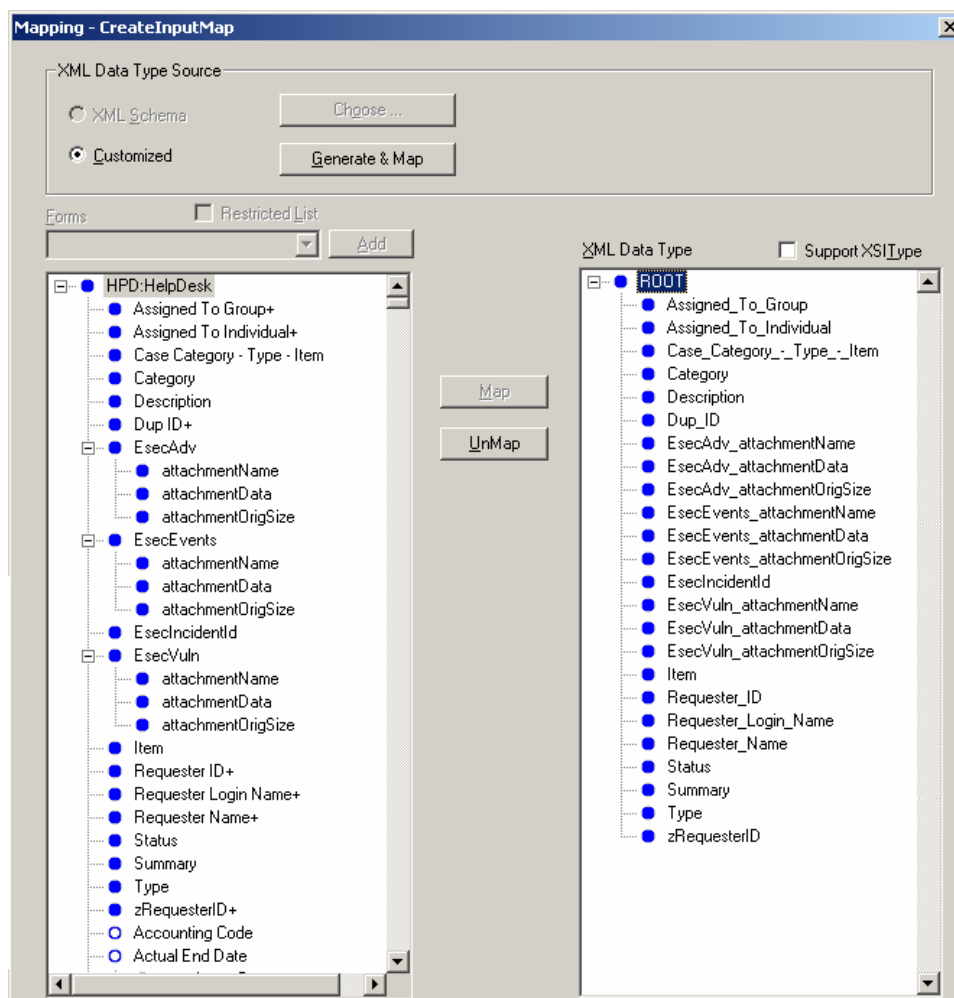 Mapping - CreateInputMap
XML Data Type Source
XML Schema
Choose ...
Customized
Generate & Map
Forms
Restricted List
Add
HPD:HelpDesk
Assigned To Group+
Assigned To Individual+
Case Category - Type - Item
Category
Description
Dup ID+
EsecAdv
attachmentName
attachmentData
attachmentOrigSize
EsecEvents
attachmentName
attachmentData
attachmentOrigSize
EsecIncidentId
EsecVuln
attachmentName
attachmentData
attachmentOrigSize
Item
Requester ID+
Requester Login Name+
Requester Name+
Status
Summary
Type
zRequesterID+
Accounting Code
Actual End Date
Map
UnMap
XML Data Type
Support XSIType
ROOT
Assigned_To_Group
Assigned_To_Individual
Case_Category_-_Type_-_Item
Category
Description
Dup_ID
EsecAdv_attachmentName
EsecAdv_attachmentData
EsecAdv_attachmentOrigSize
EsecEvents_attachmentName
EsecEvents_attachmentData
EsecEvents_attachmentOrigSize
EsecIncidentId
EsecVuln_attachmentName
EsecVuln_attachmentData
EsecVuln_attachmentOrigSize
Item
Requester_ID
Requester_Login_Name
Requester_Name
Status
Summary
Type
zRequesterID